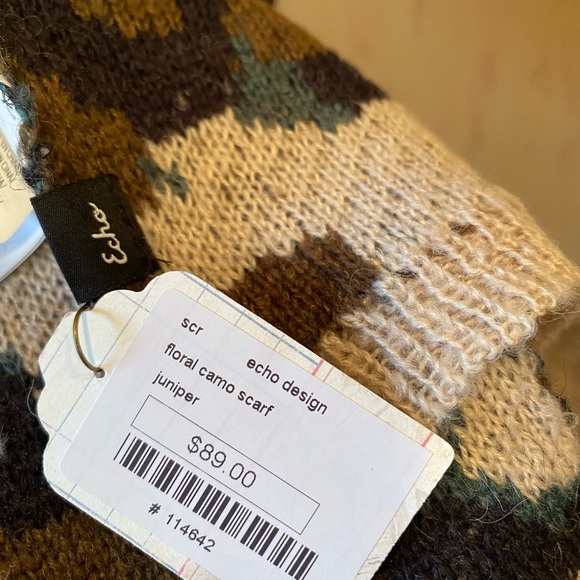 Echo
scr echo design
floral camo scarf
juniper
$89.00
# 114642